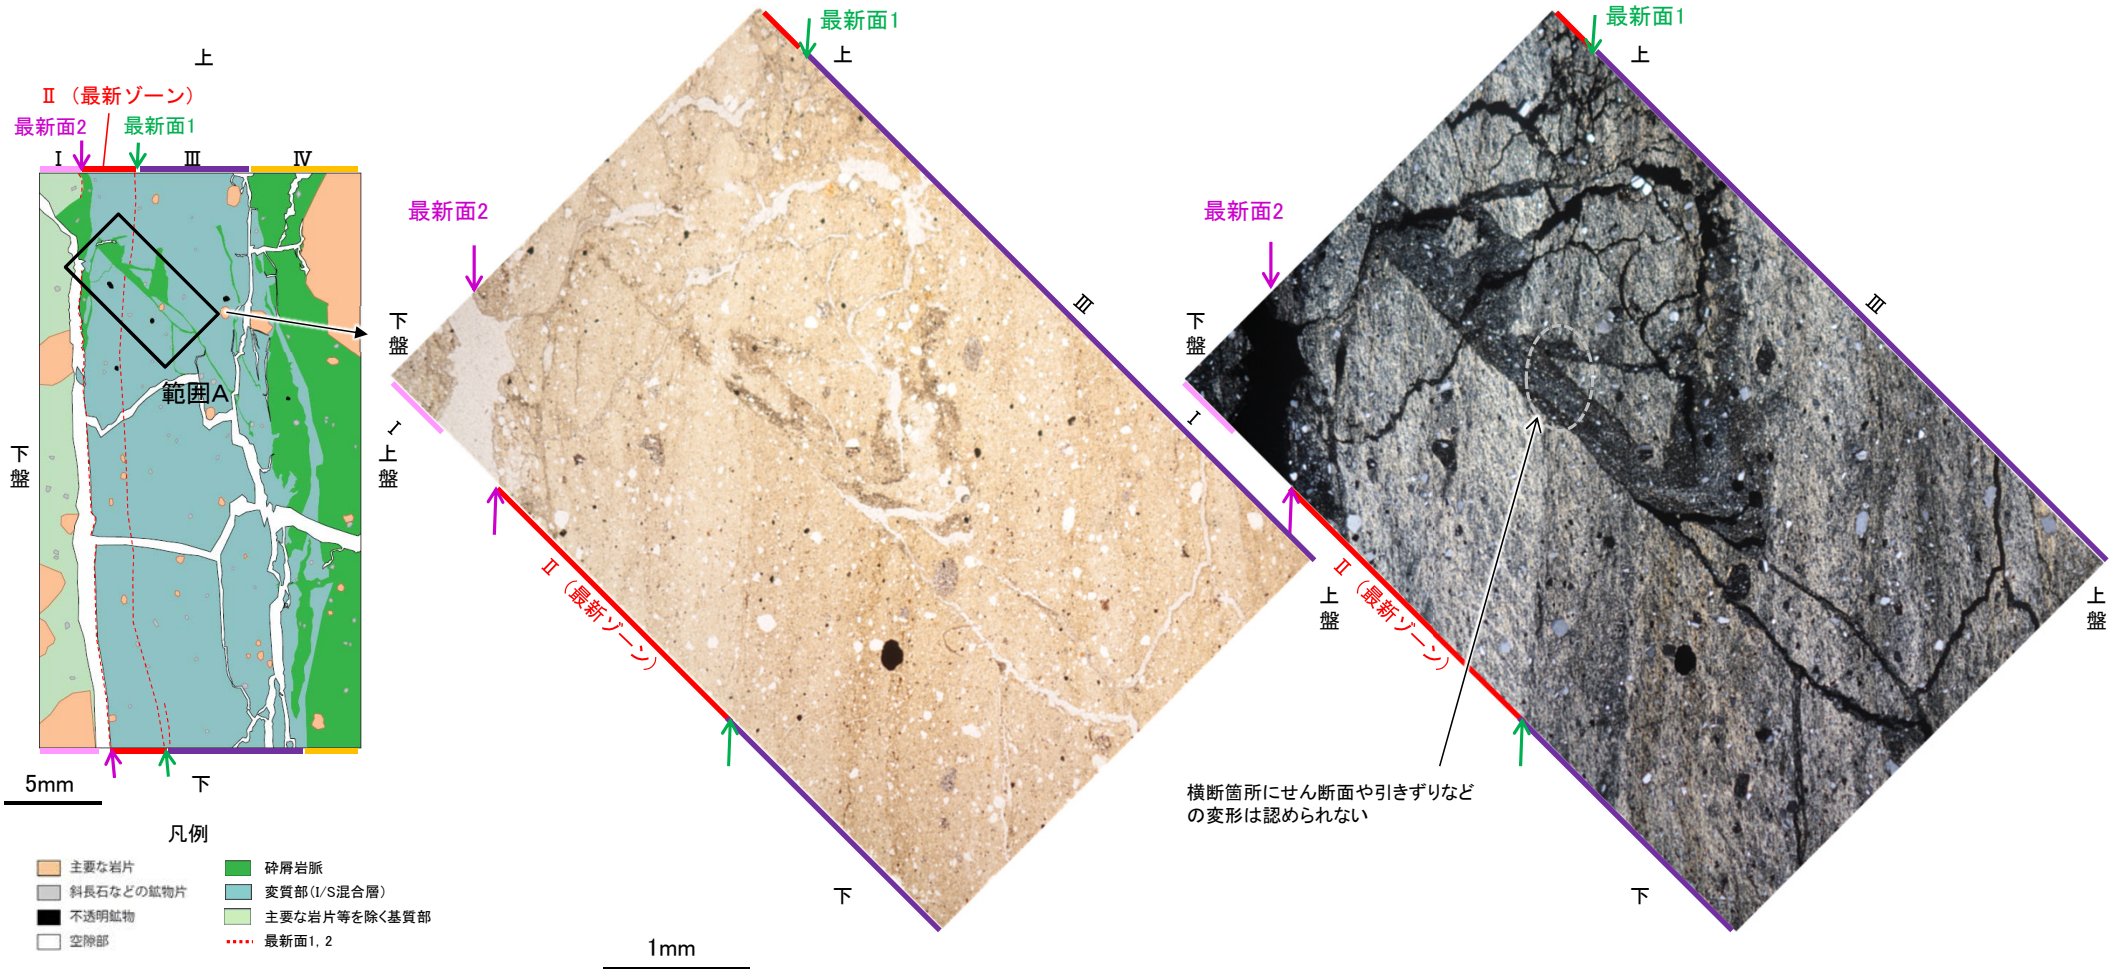 上
Ⅱ（最新ゾーン）
最新面2
最新面1
Ⅰ
Ⅲ
Ⅳ
範囲A
下盤
上盤
下
5mm
凡例
主要な岩片
斜長石などの鉱物片
不透明鉱物
空隙部
砕屑岩脈
変質部(I/S混合層)
主要な岩片等を除く基質部
最新面1, 2
最新面1
上
最新面2
下盤
Ⅰ
Ⅲ
Ⅱ（最新ゾーン）
上盤
下
1mm
最新面1
上
最新面2
下盤
Ⅰ
Ⅲ
Ⅱ（最新ゾーン）
上盤
横断箇所にせん断面や引きずりなど
の変形は認められない
下